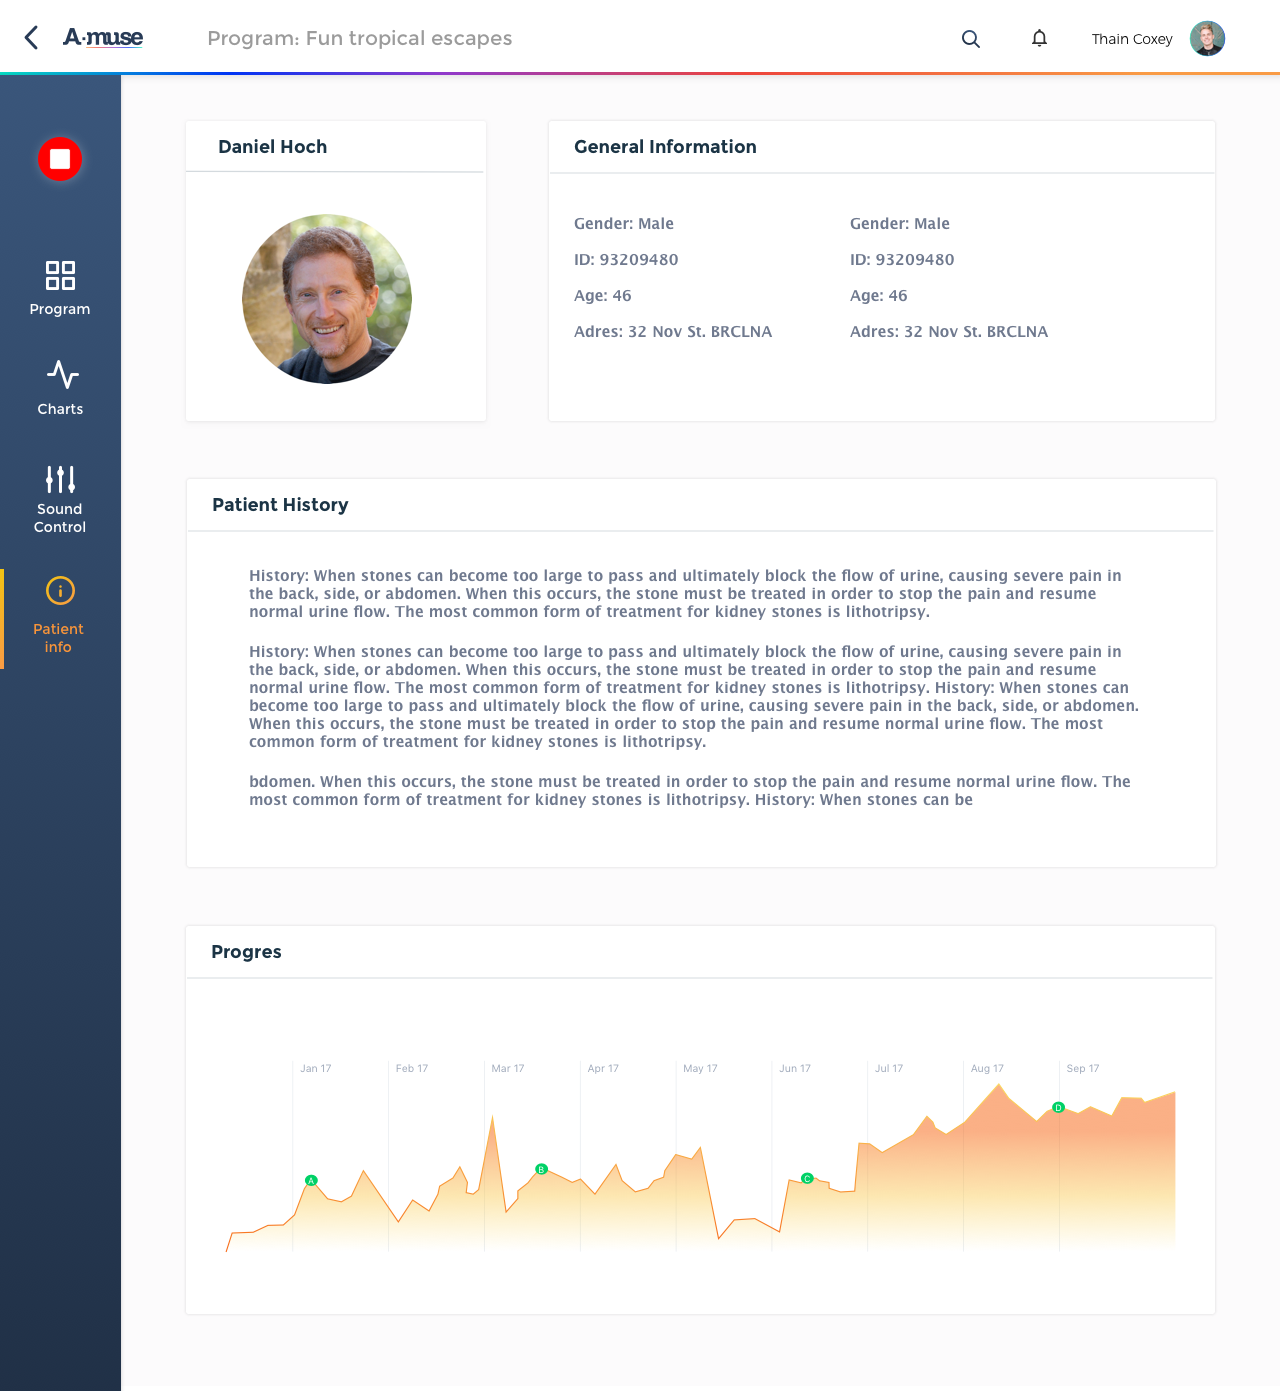 A·muse
Program: Fun tropical escapes
Thain Coxey
Program
Charts
Sound
Control
Patient
info
Daniel Hoch
General Information
Gender: Male
ID: 93209480
Age: 46
Adres: 32 Nov St. BRCLNA
Gender: Male
ID: 93209480
Age: 46
Adres: 32 Nov St. BRCLNA
Patient History
History: When stones can become too large to pass and ultimately block the flow of urine, causing severe pain in
the back, side, or abdomen. When this occurs, the stone must be treated in order to stop the pain and resume
normal urine flow. The most common form of treatment for kidney stones is lithotripsy.
History: When stones can become too large to pass and ultimately block the flow of urine, causing severe pain in
the back, side, or abdomen. When this occurs, the stone must be treated in order to stop the pain and resume
normal urine flow. The most common form of treatment for kidney stones is lithotripsy. History: When stones can
become too large to pass and ultimately block the flow of urine, causing severe pain in the back, side, or abdomen.
When this occurs, the stone must be treated in order to stop the pain and resume normal urine flow. The most
common form of treatment for kidney stones is lithotripsy.
bdomen. When this occurs, the stone must be treated in order to stop the pain and resume normal urine flow. The
most common form of treatment for kidney stones is lithotripsy. History: When stones can be
Progres
Jan 17
Feb 17
Mar 17
Apr 17
May 17
Jun 17
Jul 17
Aug 17
Sep 17
A
B
C
D